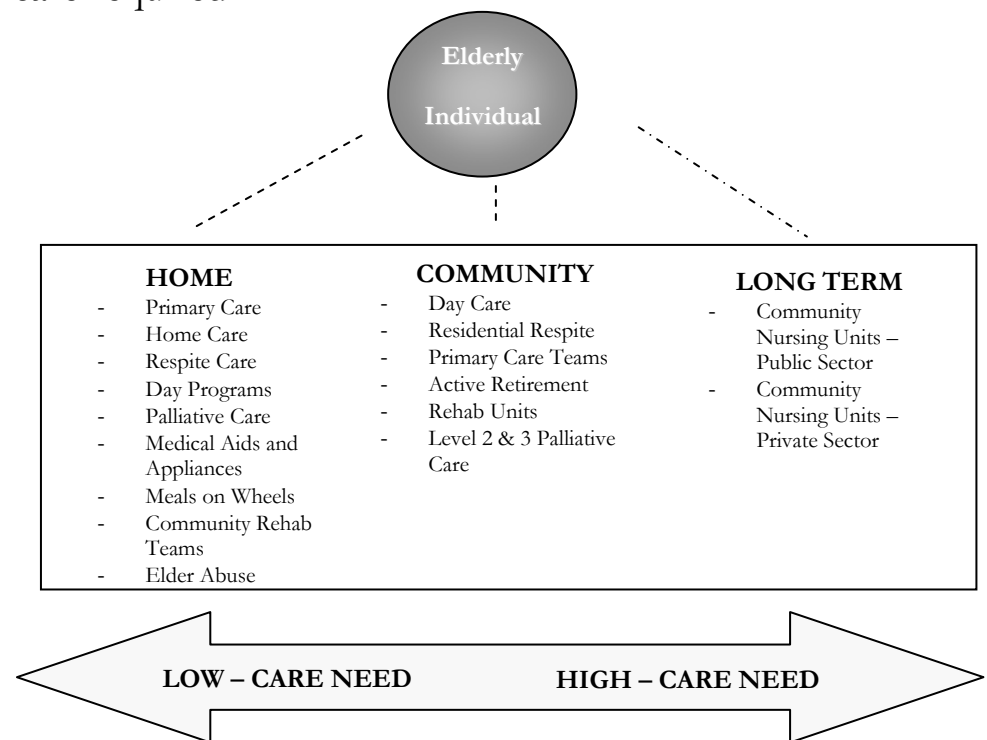 Elderly
Individual
HOME
- Primary Care
- Home Care
- Respite Care
- Day Programs
- Palliative Care
- Medical Aids and
Appliances
- Meals on Wheels
- Community Rehab
Teams
- Elder Abuse
COMMUNITY
- Day Care
- Residential Respite
- Primary Care Teams
- Active Retirement
- Rehab Units
- Level 2 & 3 Palliative
Care
LONG TERM
- Community
Nursing Units –
Public Sector
- Community
Nursing Units –
Private Sector
LOW – CARE NEED
HIGH – CARE NEED